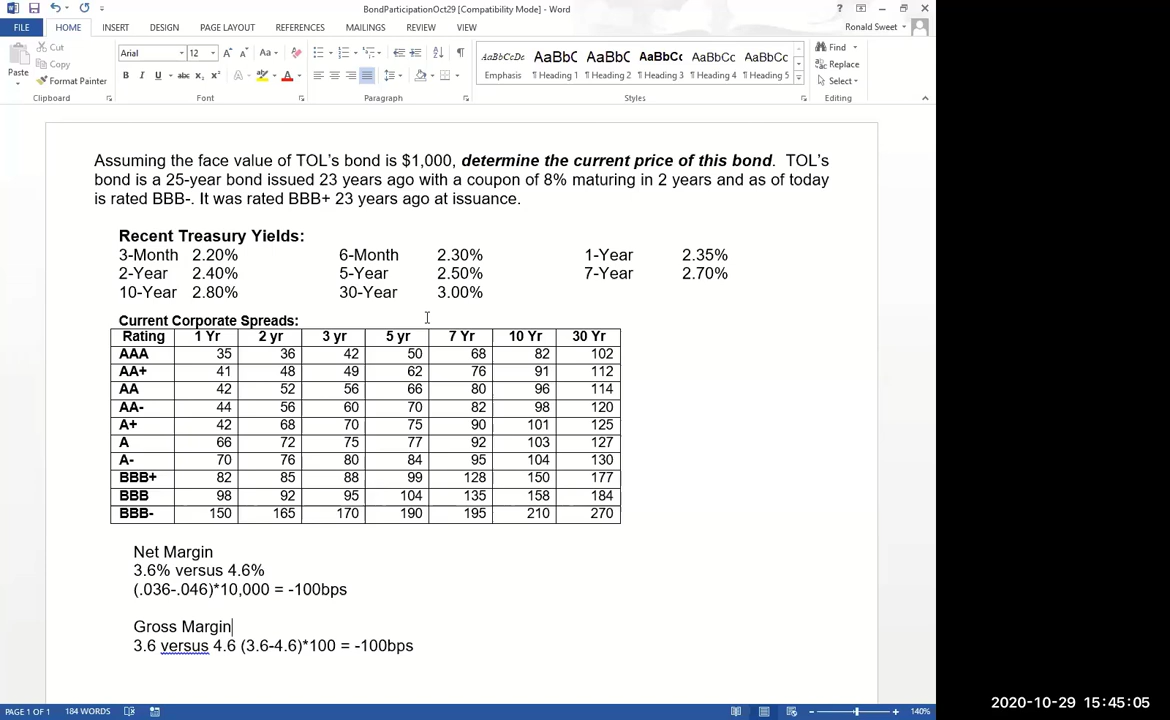 BondParticipationOct29 [Compatibility Mode] - Word
FILE HOME INSERT DESIGN PAGE LAYOUT REFERENCES MAILINGS REVIEW VIEW Ronald Sweet
Paste Cut Copy Format Painter
Arial 12
AaBbCcDc AaBbC AaBbC AaBbCc AaBbCc AaBbCc
Emphasis ¶ Heading 1 ¶ Heading 2 ¶ Heading 3 ¶ Heading 4 ¶ Heading 5
Find Replace Select
Clipboard Font Paragraph Styles Editing
Assuming the face value of TOL's bond is $1,000, determine the current price of this bond. TOL's
bond is a 25-year bond issued 23 years ago with a coupon of 8% maturing in 2 years and as of today
is rated BBB-. It was rated BBB+ 23 years ago at issuance.
Recent Treasury Yields:
3-Month 2.20% 6-Month 2.30% 1-Year 2.35%
2-Year 2.40% 5-Year 2.50% 7-Year 2.70%
10-Year 2.80% 30-Year 3.00%
Current Corporate Spreads:
Rating 1 Yr 2 yr 3 yr 5 yr 7 Yr 10 Yr 30 Yr
AAA 35 36 42 50 68 82 102
AA+ 41 48 49 62 76 91 112
AA 42 52 56 66 80 96 114
AA- 44 56 60 70 82 98 120
A+ 42 68 70 75 90 101 125
A 66 72 75 77 92 103 127
A- 70 76 80 84 95 104 130
BBB+ 82 85 88 99 128 150 177
BBB 98 92 95 104 135 158 184
BBB- 150 165 170 190 195 210 270
Net Margin
3.6% versus 4.6%
(.036-.046)*10,000 = -100bps
Gross Margin
3.6 versus 4.6 (3.6-4.6)*100 = -100bps
PAGE 1 OF 1 184 WORDS 140%
2020-10-29 15:45:05